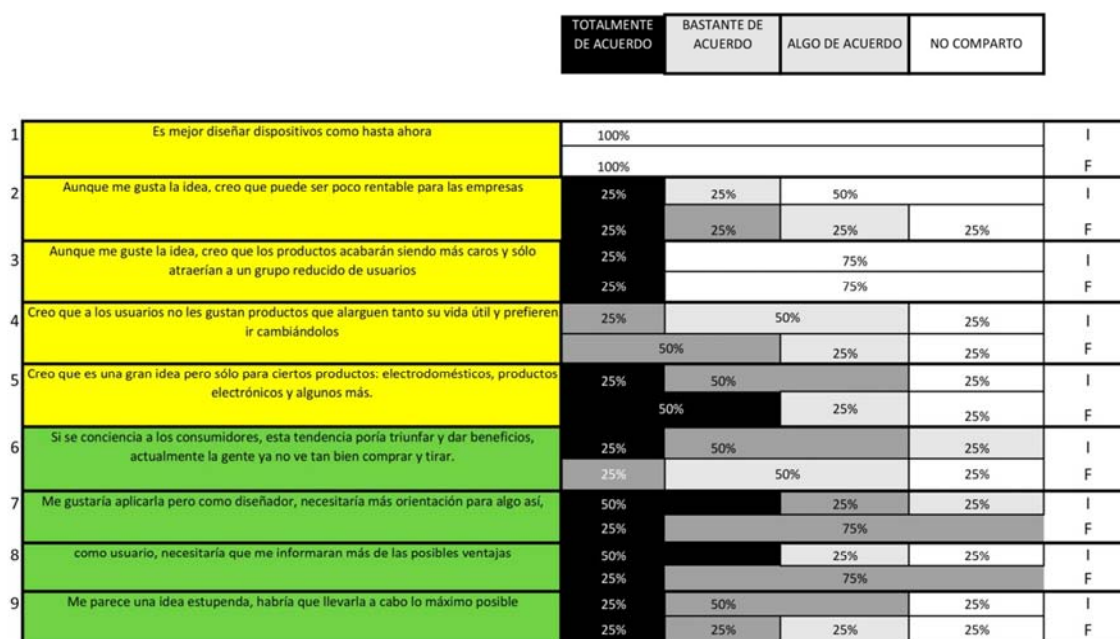 TOTALMENTE DE ACUERDO
BASTANTE DE ACUERDO
ALGO DE ACUERDO
NO COMPARTO
1 Es mejor diseñar dispositivos como hasta ahora 100% I
100% F
2 Aunque me gusta la idea, creo que puede ser poco rentable para las empresas 25% 25% 50% I
25% 25% 25% 25% F
3 Aunque me guste la idea, creo que los productos acabarán siendo más caros y sólo 25% 75% I
atraerían a un grupo reducido de usuarios 25% 75% F
4 Creo que a los usuarios no les gustan productos que alarguen tanto su vida útil y prefieren 25% 50% 25% I
ir cambiándolos 50% 25% 25% F
5 Creo que es una gran idea pero sólo para ciertos productos: electrodomésticos, productos 25% 50% 25% I
electrónicos y algunos más. 50% 25% 25% F
6 Si se conciencia a los consumidores, esta tendencia poría triunfar y dar beneficios, 25% 50% 25% I
actualmente la gente ya no ve tan bien comprar y tirar. 25% 50% 25% F
7 Me gustaría aplicarla pero como diseñador, necesitaría más orientación para algo así, 50% 25% 25% I
25% 75% F
8 como usuario, necesitaría que me informaran más de las posibles ventajas 50% 25% 25% I
25% 75% F
9 Me parece una idea estupenda, habría que llevarla a cabo lo máximo posible 25% 50% 25% I
25% 25% 25% 25% F